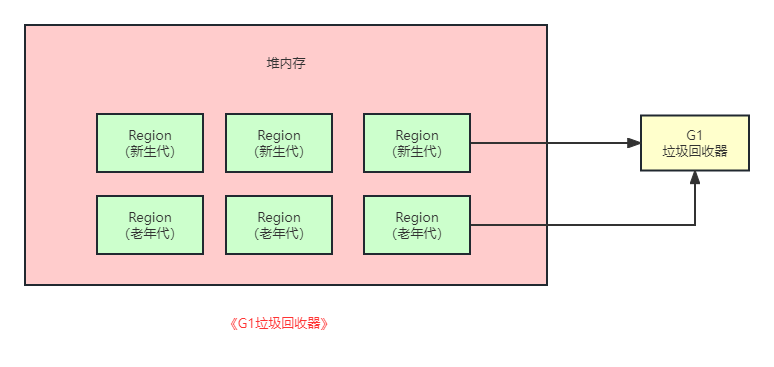 堆内存
Region
（新生代）
Region
（新生代）
Region
（新生代）
G1
垃圾回收器
Region
（老年代）
Region
（老年代）
Region
（老年代）
《G1垃圾回收器》